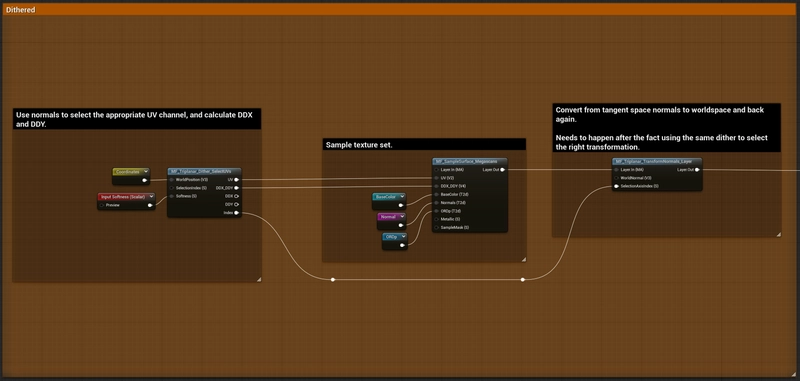 Dithered
Use normals to select the appropriate UV channel, and calculate DDX
and DDY.
Coordinates
Input Softness (Scalar)
Preview
MF_Triplanar_Dither_SelectUVs
WorldPosition (V3)
SelectionIndex (S)
Softness (S)
UV
DDX_DDY
DDX
DDY
Index
Sample texture set.
BaseColor
Normal
ORDp
MF_SampleSurface_Megascans
Layer In (MA)
UV (V2)
DDX_DDY (V4)
BaseColor (T2d)
Normals (T2d)
ORDp (T2d)
Metallic (S)
SampleMask (S)
Layer Out
Convert from tangent space normals to worldspace and back
again.
Needs to happen after the fact using the same dither to select
the right transformation.
MF_Triplanar_TransformNormals_Layer
Layer In (MA)
WorldNormal (V3)
SelectionAxisIndex (S)
Layer Out